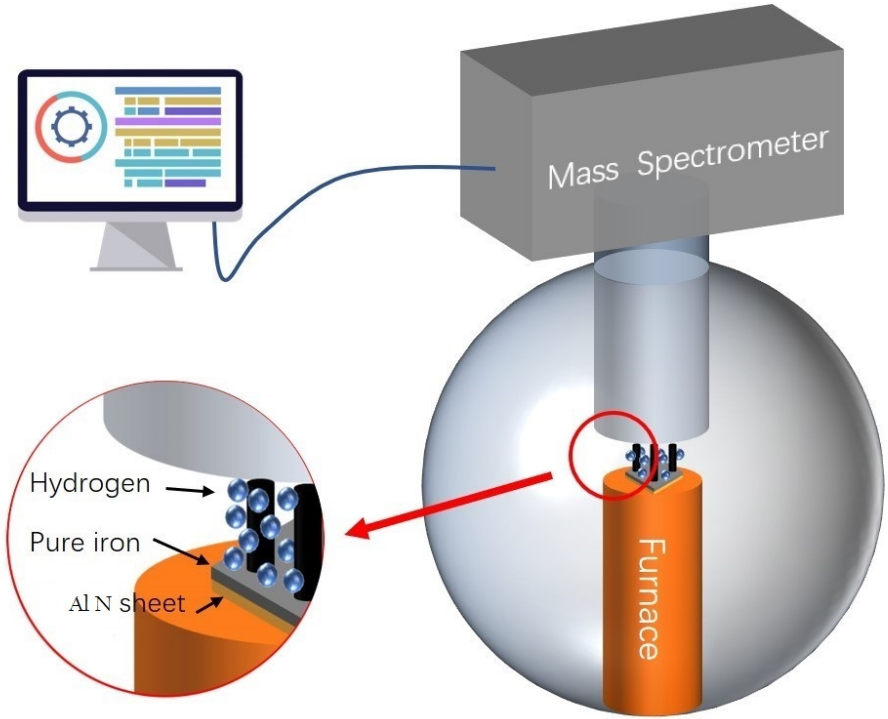 Mass Spectrometer
Hydrogen
Pure iron
Al N sheet
Furnace